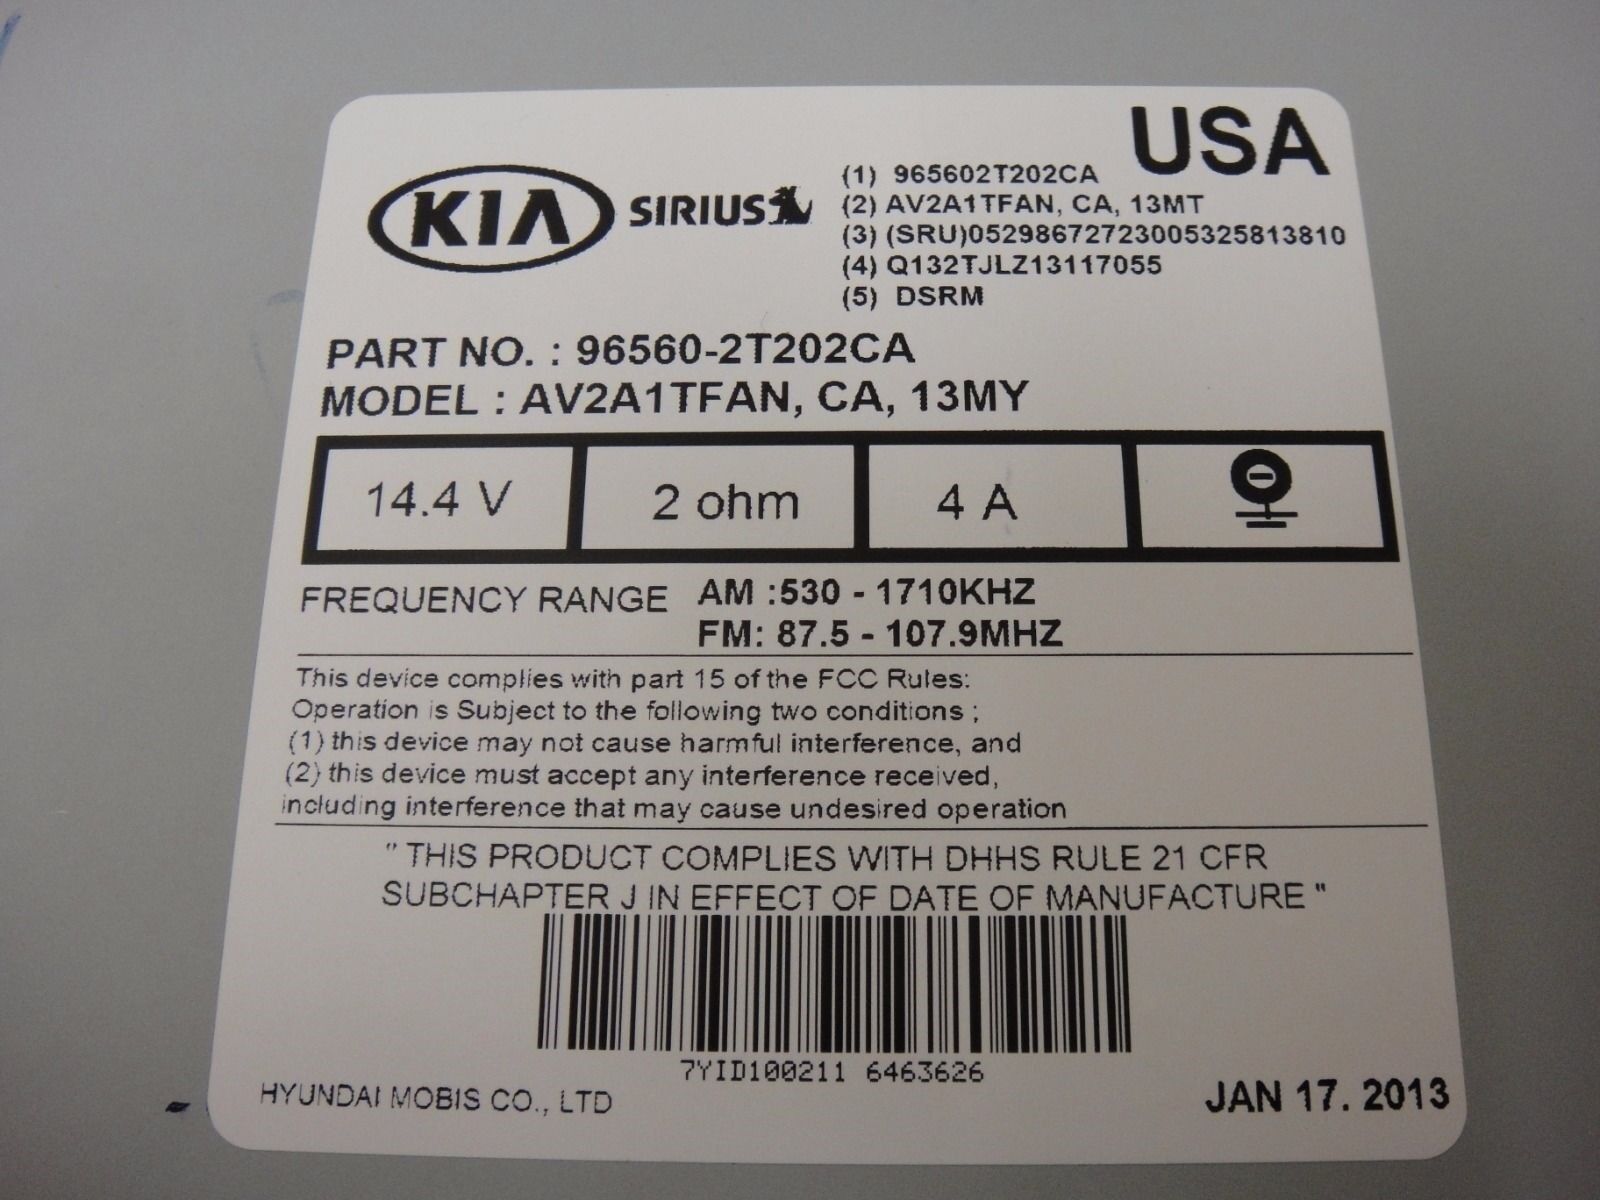 USA
KIA SIRIUS
(1) 965602T202CA
(2) AV2A1TFAN, CA, 13MT
(3) (SRU)05298672723005325813810
(4) Q132TJLZ13117055
(5) DSRM
PART NO. : 96560-2T202CA
MODEL : AV2A1TFAN, CA, 13MY
14.4 V 2 ohm 4 A
FREQUENCY RANGE AM :530 - 1710KHZ
FM: 87.5 - 107.9MHZ
This device complies with part 15 of the FCC Rules:
Operation is Subject to the following two conditions ;
(1) this device may not cause harmful interference, and
(2) this device must accept any interference received,
including interference that may cause undesired operation
" THIS PRODUCT COMPLIES WITH DHHS RULE 21 CFR
SUBCHAPTER J IN EFFECT OF DATE OF MANUFACTURE "
7YID100211 6463626
HYUNDAI MOBIS CO., LTD
JAN 17. 2013